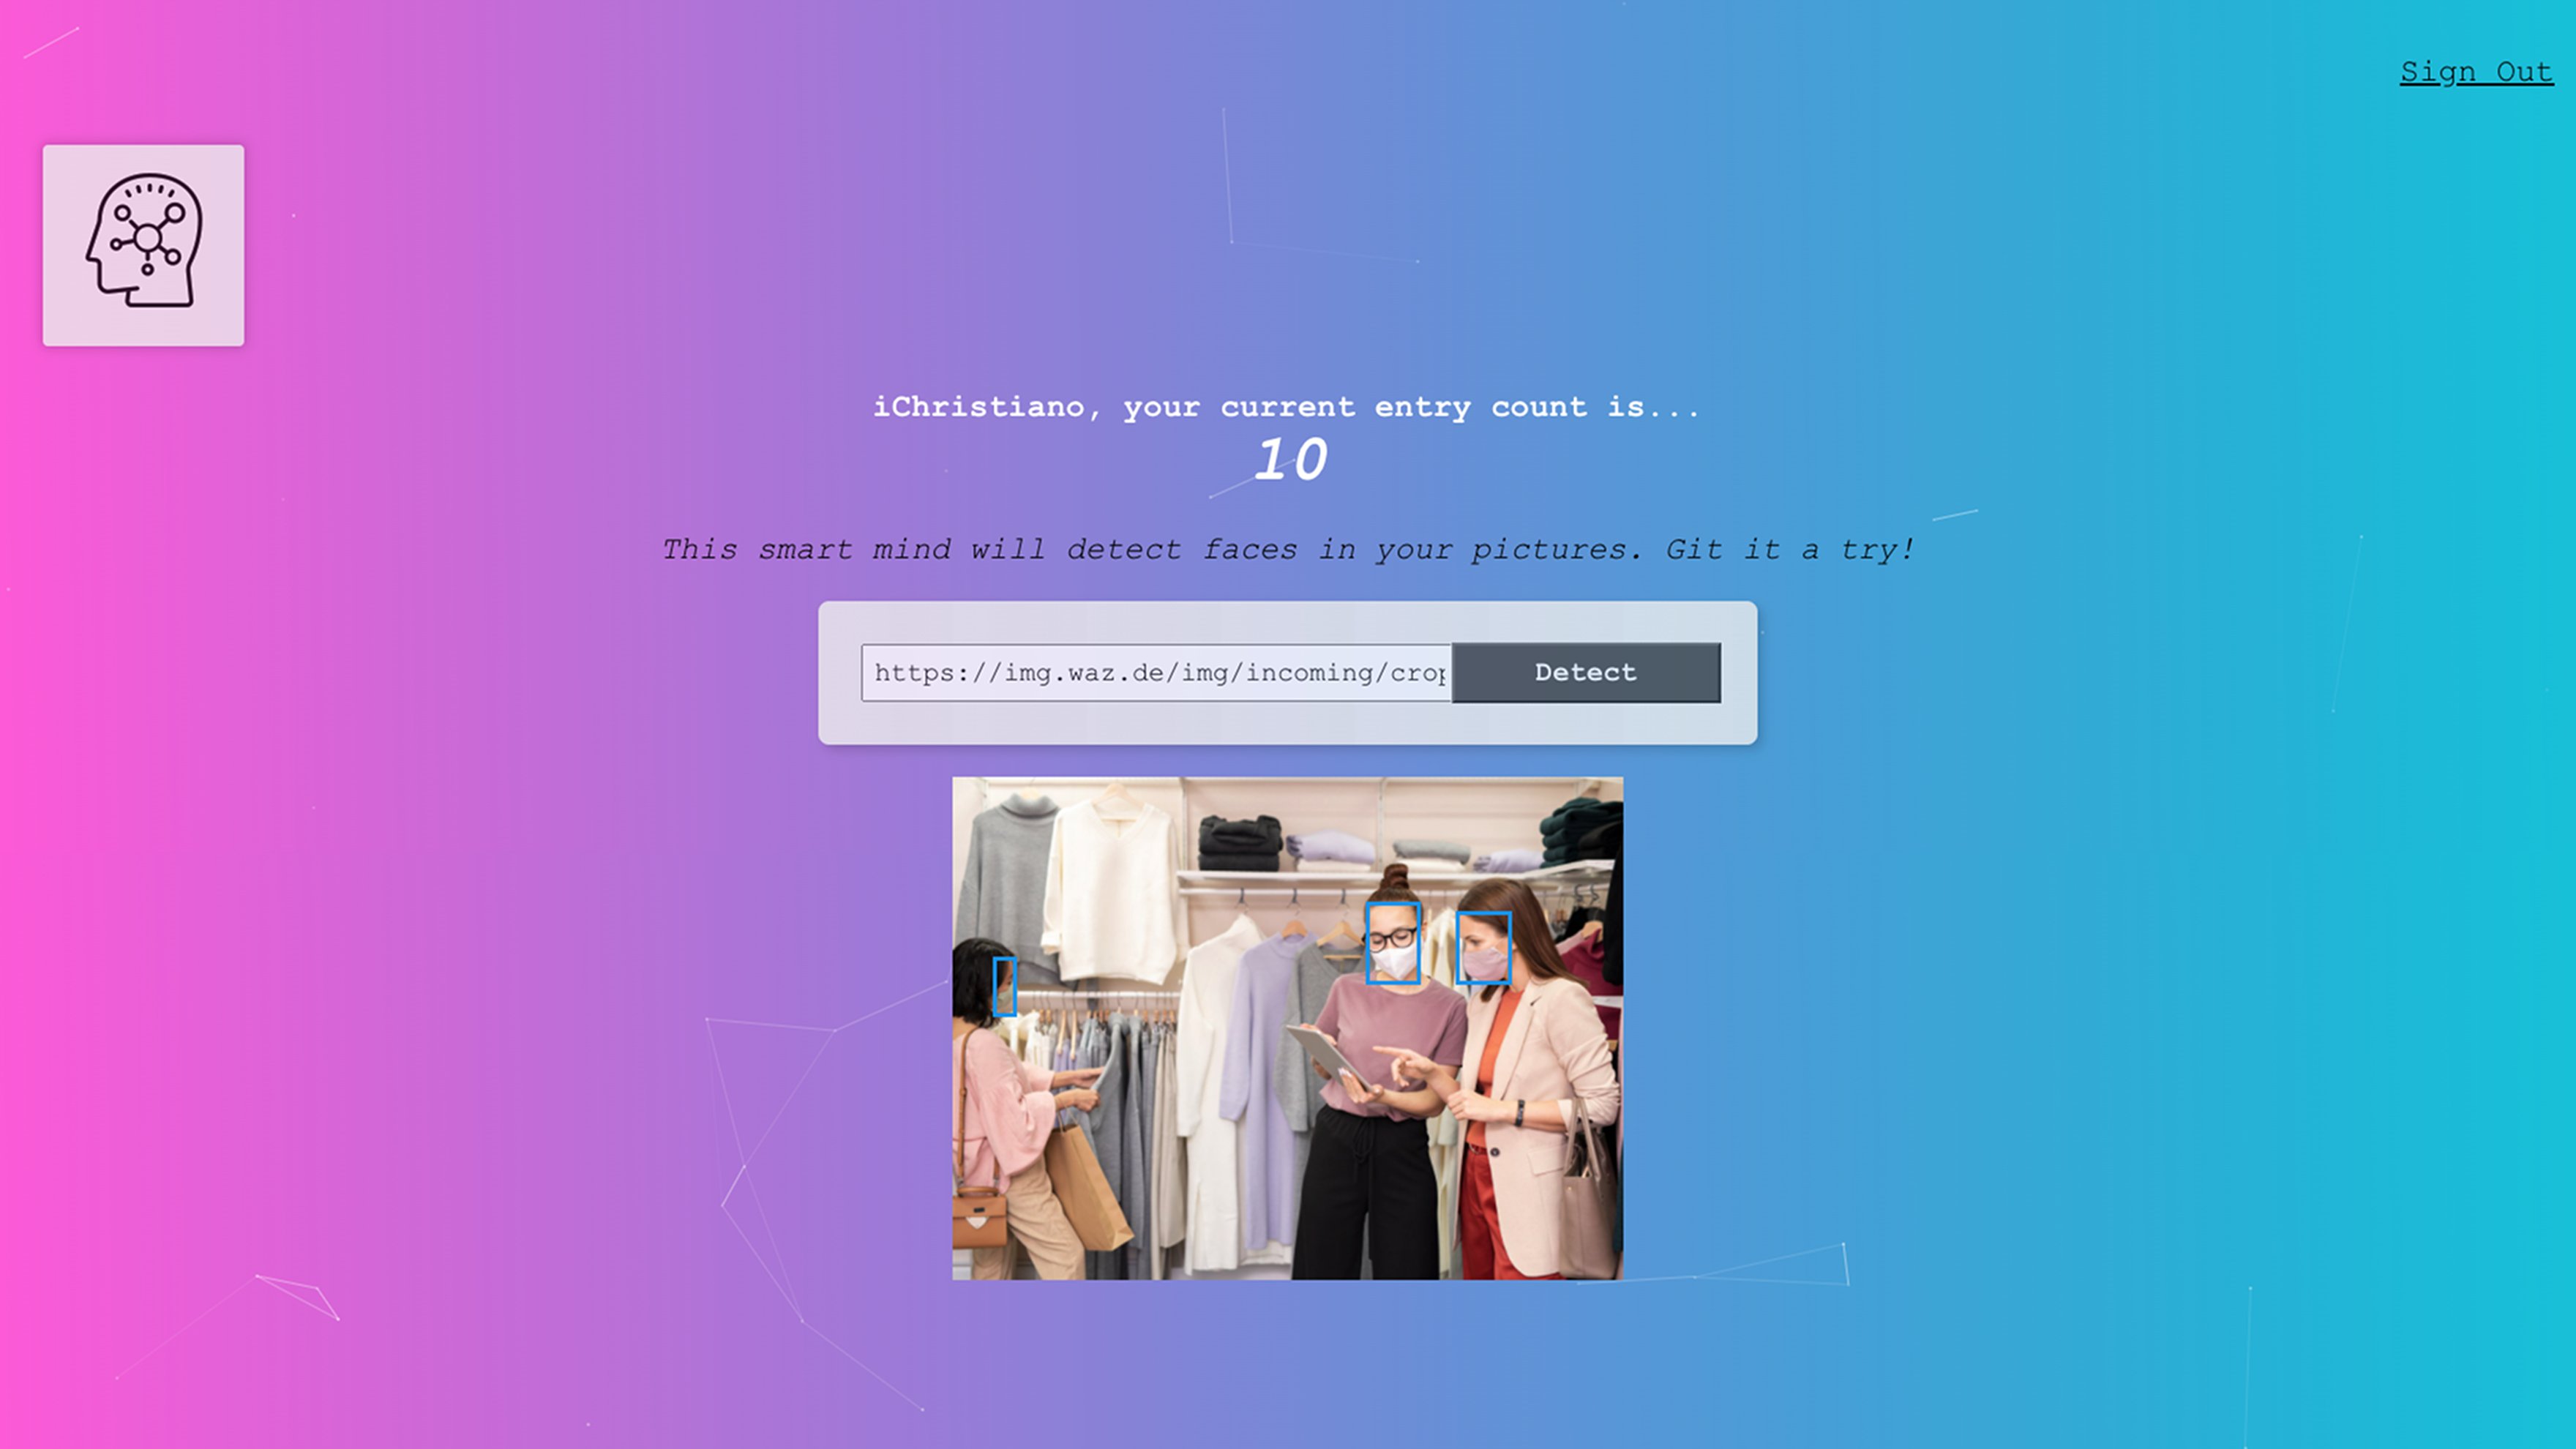 Sign Out
iChristiano, your current entry count is...
10
This smart mind will detect faces in your pictures. Git it a try!
https://img.waz.de/img/incoming/crop
Detect